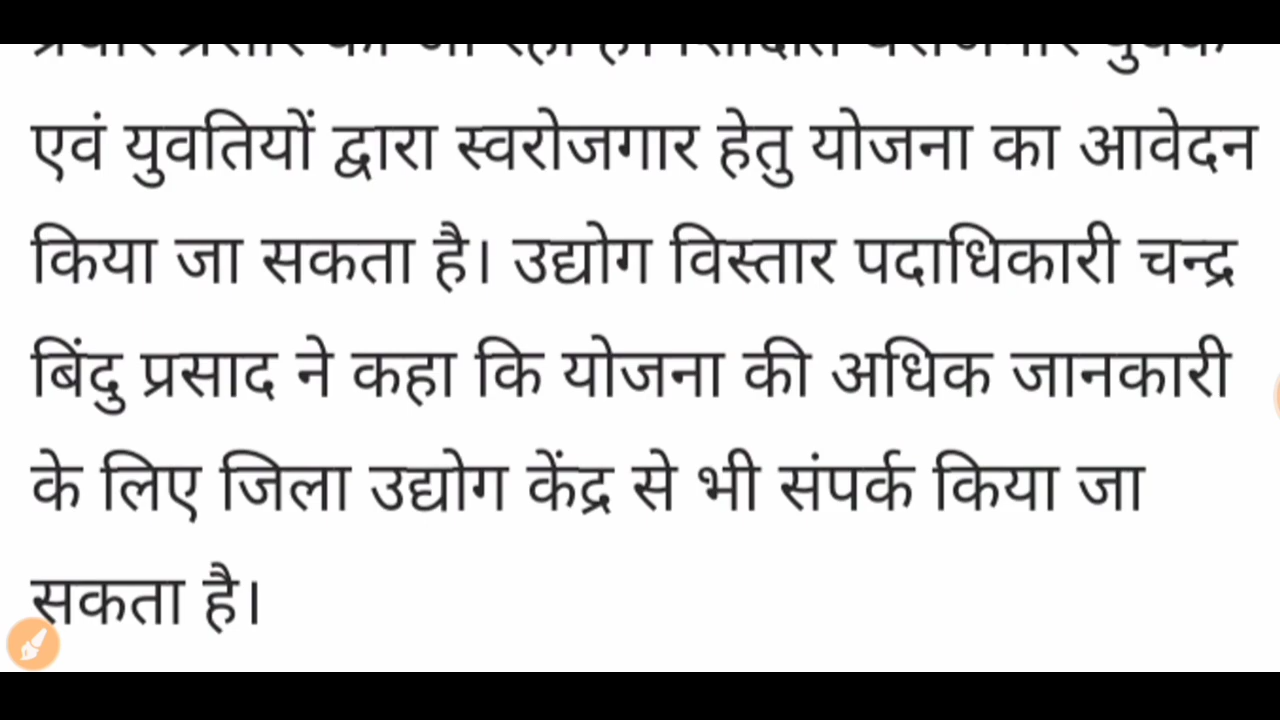 एवं युवतियों द्वारा स्वरोजगार हेतु योजना का आवेदन
किया जा सकता है। उद्योग विस्तार पदाधिकारी चन्द्र
बिंदु प्रसाद ने कहा कि योजना की अधिक जानकारी
के लिए जिला उद्योग केंद्र से भी संपर्क किया जा
सकता है।